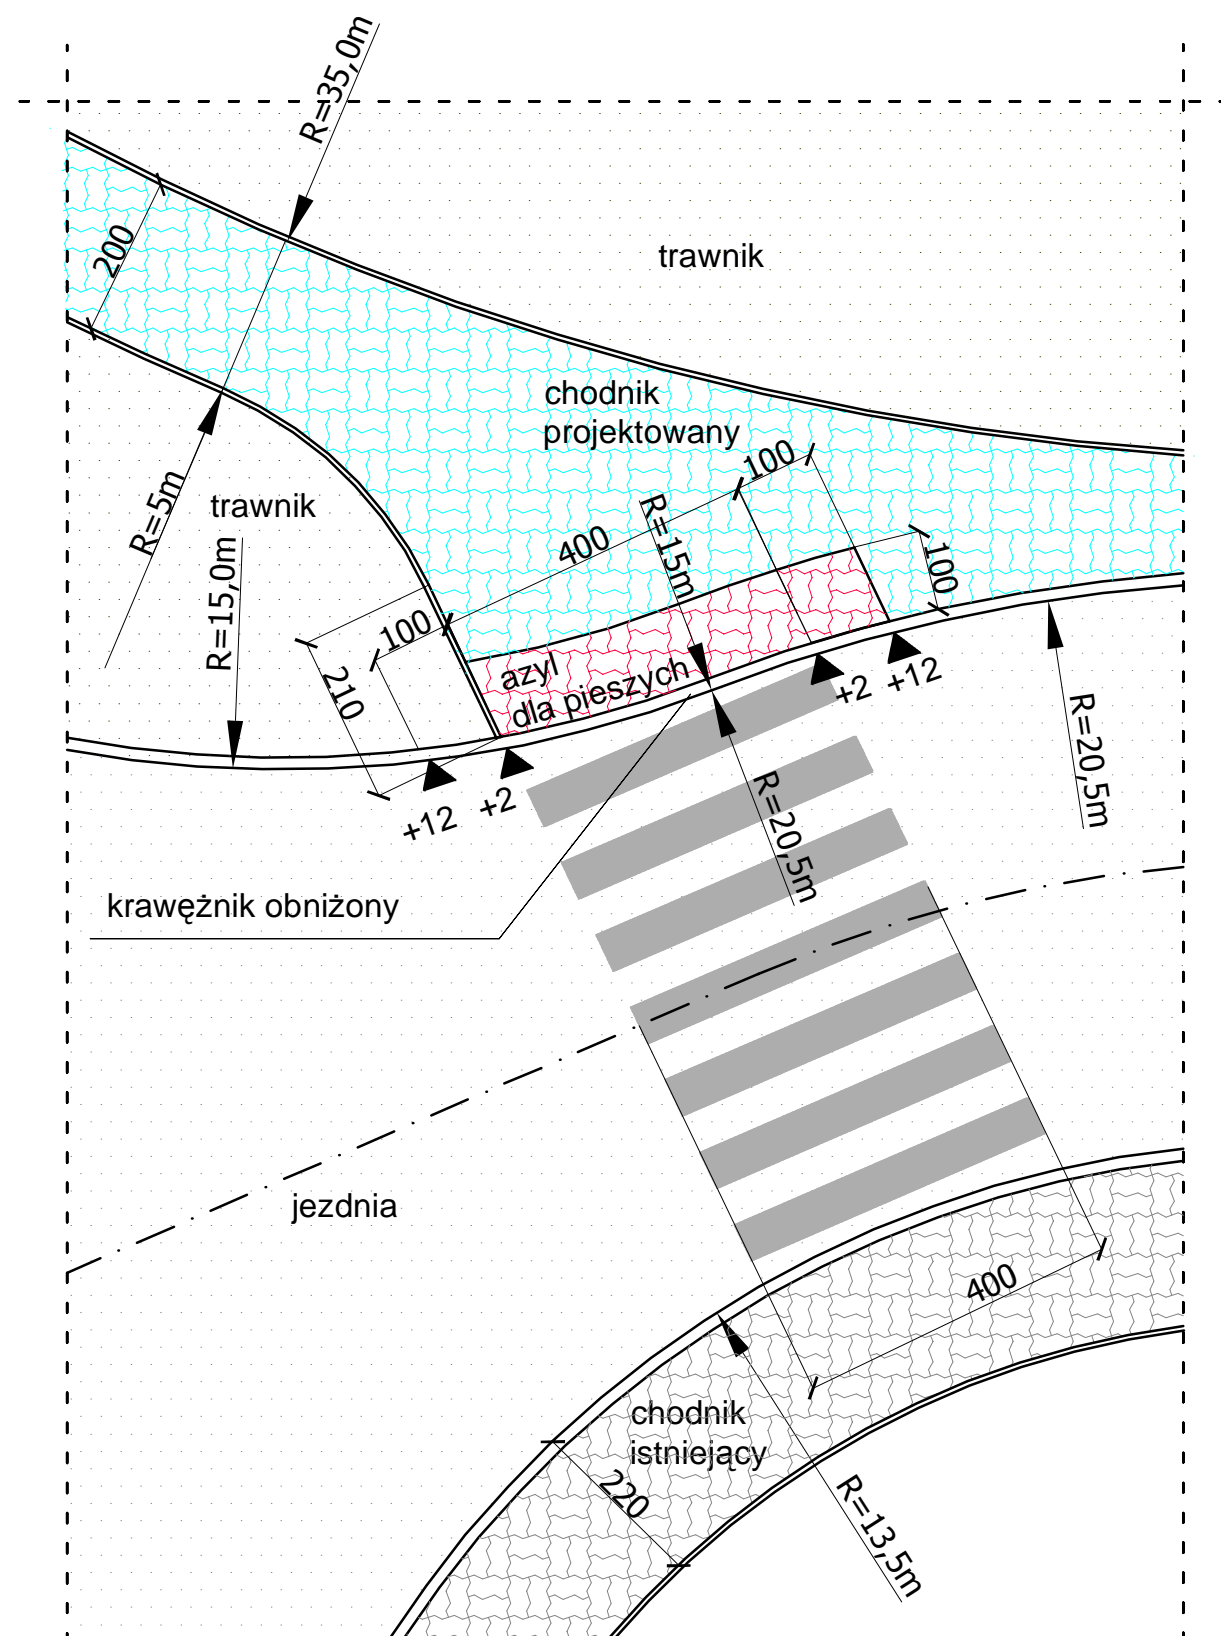 R=35,0m
200
trawnik
chodnik
projektowany
100
R=5m
trawnik
R=15,0m
400
R=15m
100
100
210
azyl
dla pieszych
+2
+12
+12
+2
R=20,5m
R=20,5m
krawężnik obniżony
jezdnia
400
chodnik
istniejący
220
R=13,5m